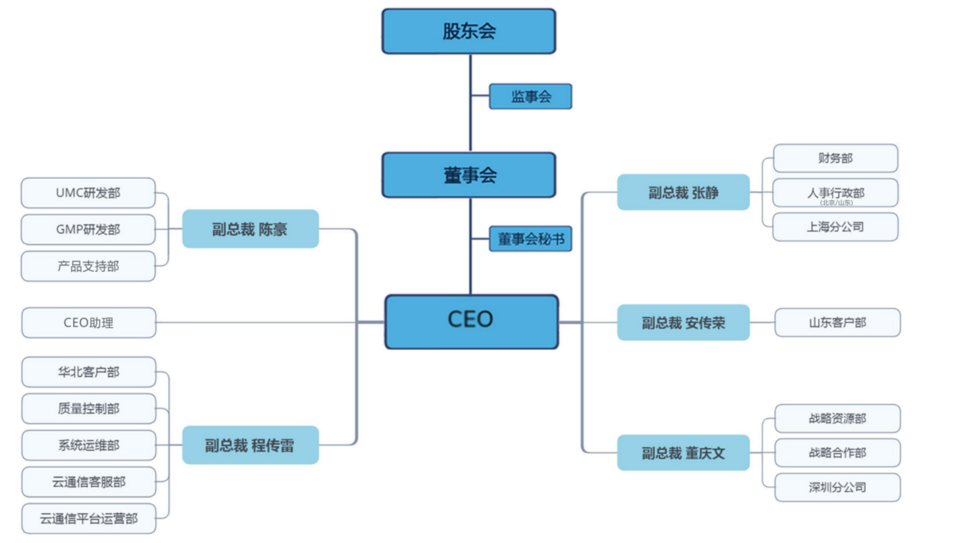 股东会
监事会
董事会
董事会秘书
CEO
副总裁 陈豪
UMC研发部
GMP研发部
产品支持部
CEO助理
副总裁 程传雷
华北客户部
质量控制部
系统运维部
云通信客服部
云通信平台运营部
副总裁 张静
财务部
人事行政部
(北京/山东)
上海分公司
副总裁 安传荣
山东客户部
副总裁 董庆文
战略资源部
战略合作部
深圳分公司